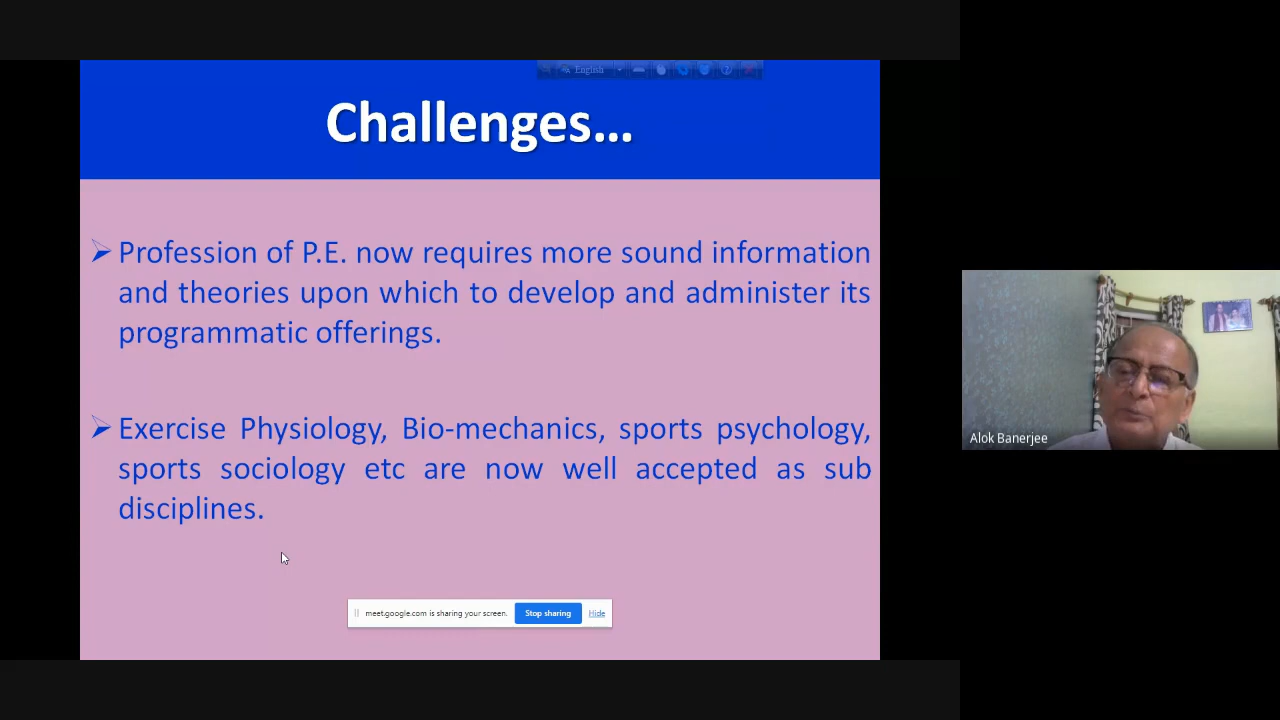 English
Challenges...
Profession of P.E. now requires more sound information
and theories upon which to develop and administer its
programmatic offerings.
Exercise Physiology, Bio-mechanics, sports psychology,
sports sociology etc are now well accepted as sub
disciplines.
meet.google.com is sharing your screen. Stop sharing Hide
Alok Banerjee